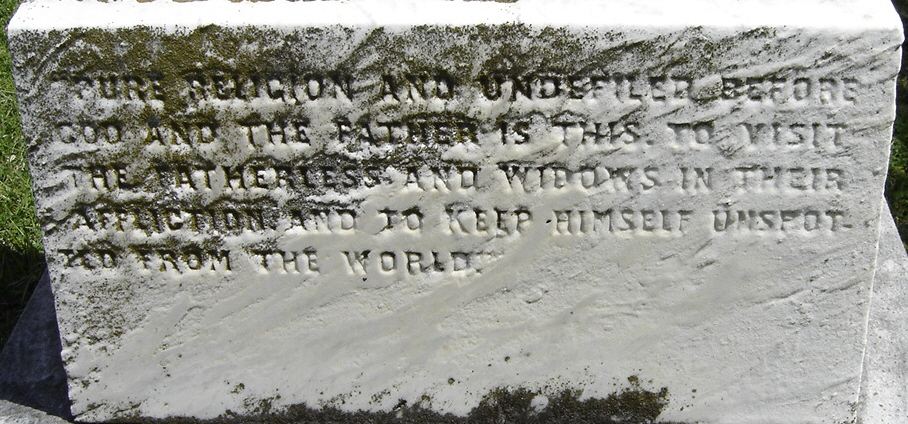 "PURE RELIGION AND UNDEFILED BEFORE
GOD AND THE FATHER IS THIS. TO VISIT
THE FATHERLESS AND WIDOWS IN THEIR
AFFLICTION AND TO KEEP HIMSELF UNSPOT-
TED FROM THE WORLD."